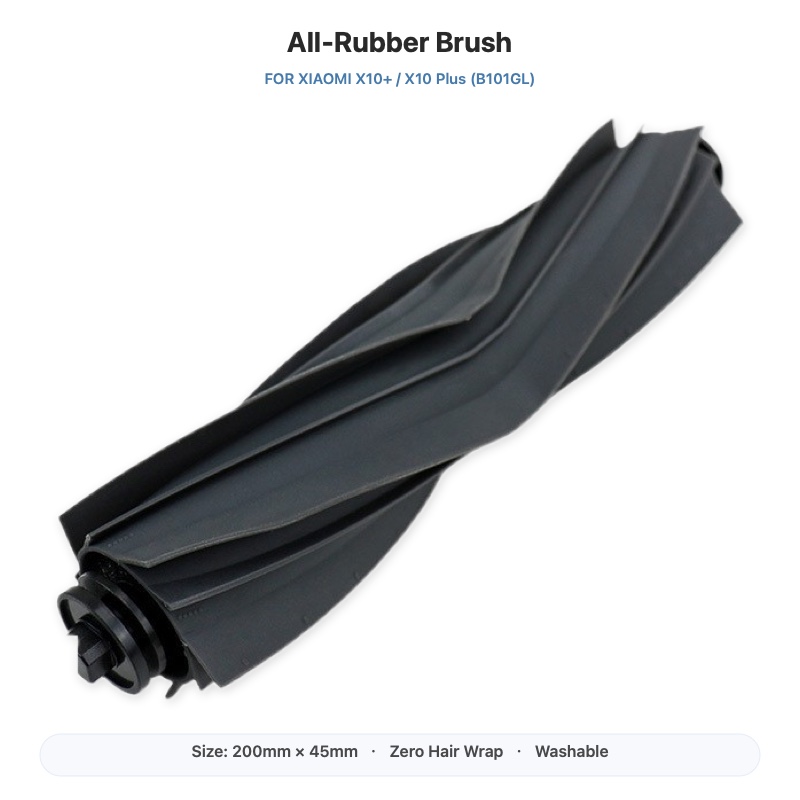 All-Rubber Brush
FOR XIAOMI X10+ / X10 Plus (B101GL)
Size: 200mm × 45mm · Zero Hair Wrap · Washable